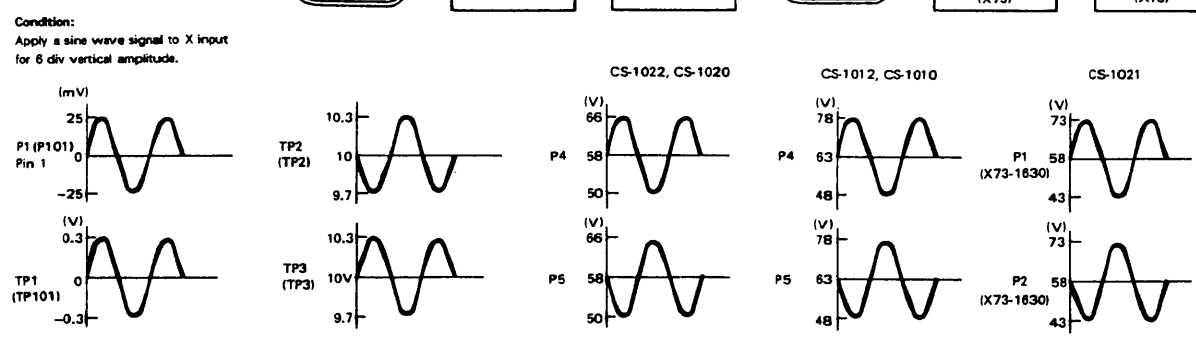 (X73)
(X76)
Condition:
Apply a sine wave signal to X input
for 6 div vertical amplitude.
CS-1022, CS-1020
CS-1012, CS-1010
CS-1021
(mV)
25
P1 (P101)
Pin 1
0
-25
10.3
TP2
(TP2)
10
9.7
(V)
66
P4
58
50
(V)
78
P4
63
48
(V)
73
P1
(X73-1630)
58
43
(V)
0.3
TP1
(TP101)
0
-0.3
10.3
TP3
(TP3)
10V
9.7
(V)
66
P5
58
50
(V)
78
P5
63
48
(V)
73
P2
(X73-1630)
58
43